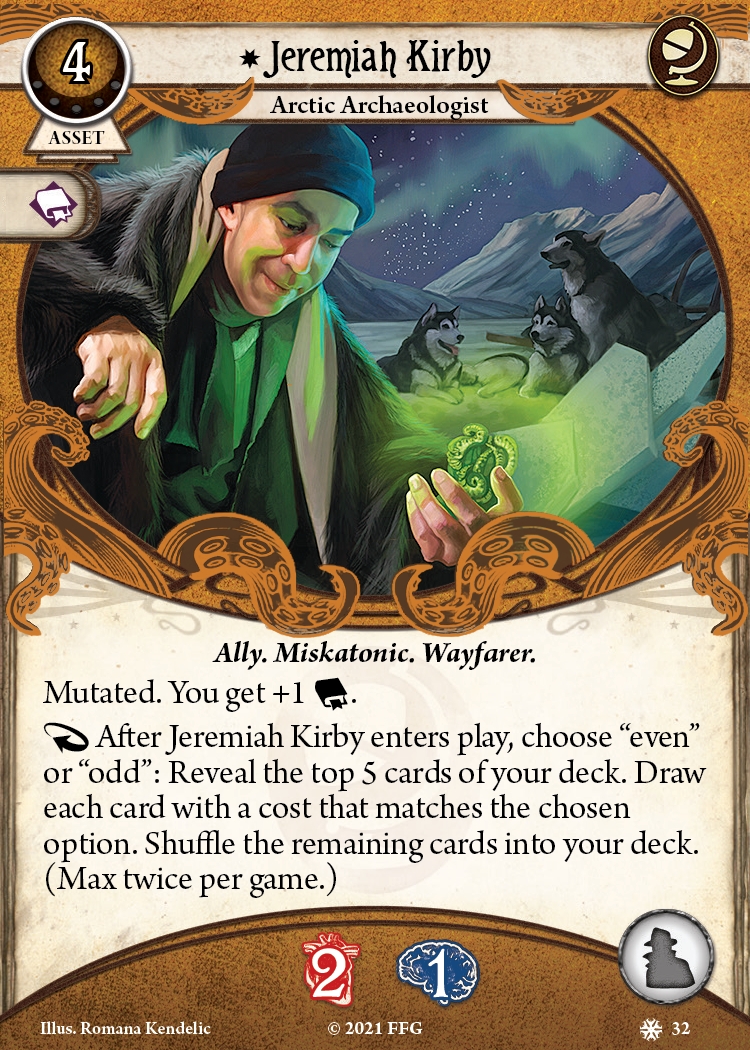 4
Jeremiah Kirby
Arctic Archaeologist
ASSET
Ally. Miskatonic. Wayfarer.
Mutated. You get +1 .
After Jeremiah Kirby enters play, choose “even”
or “odd”: Reveal the top 5 cards of your deck. Draw
each card with a cost that matches the chosen
option. Shuffle the remaining cards into your deck.
(Max twice per game.)
2 1
Illus. Romana Kendelic © 2021 FFG 32